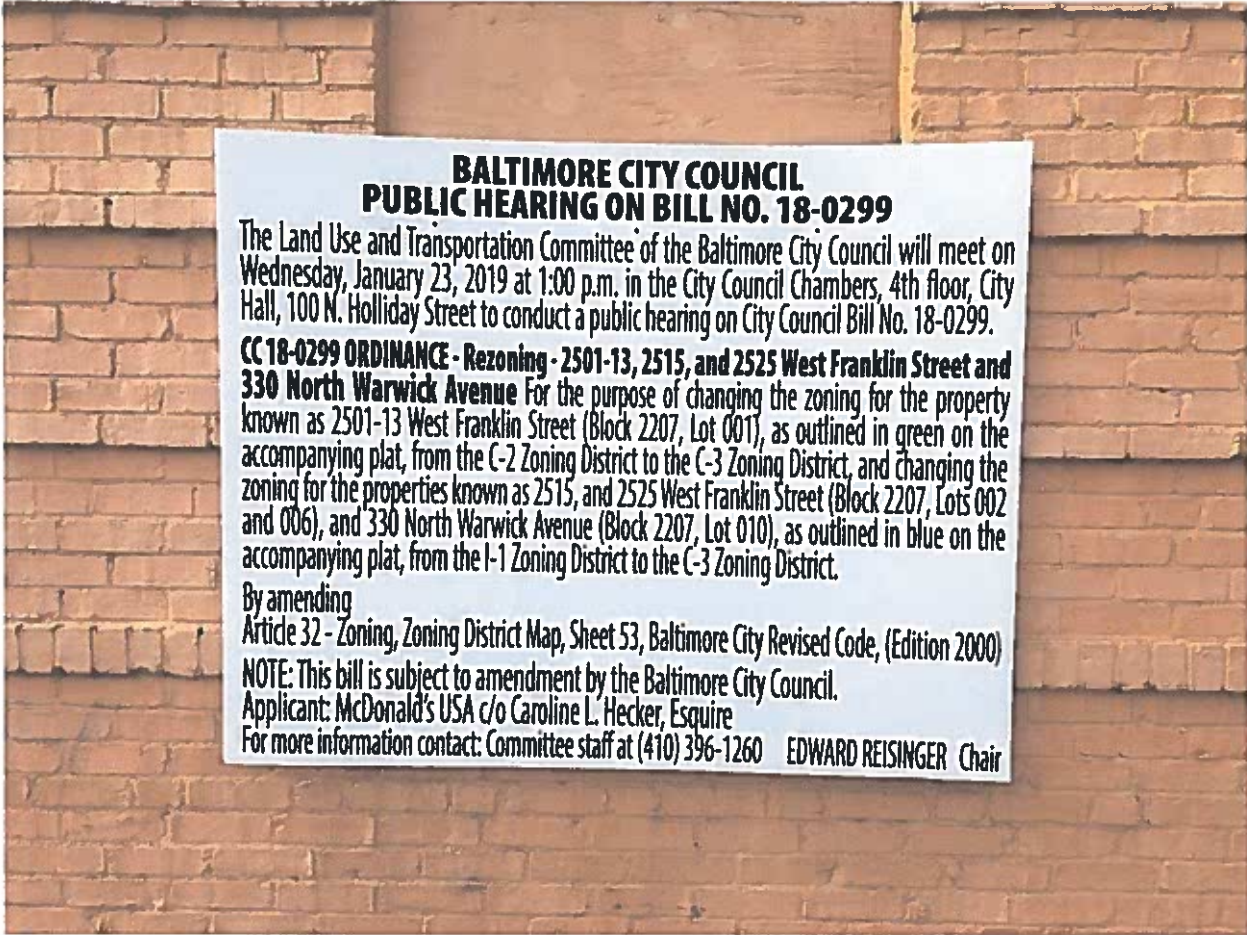 BALTIMORE CITY COUNCIL
PUBLIC HEARING ON BILL NO. 18-0299
The Land Use and Transportation Committee of the Baltimore City Council will meet on
Wednesday, January 23, 2019 at 1:00 p.m. in the City Council Chambers, 4th floor, City
Hall, 100 N. Holliday Street to conduct a public hearing on City Council Bill No. 18-0299.
CC 18-0299 ORDINANCE - Rezoning - 2501-13, 2515, and 2525 West Franklin Street and
330 North Warwick Avenue For the purpose of changing the zoning for the property
known as 2501-13 West Franklin Street (Block 2207, Lot 001), as outlined in green on the
accompanying plat, from the C-2 Zoning District to the C-3 Zoning District, and changing the
zoning for the properties known as 2515, and 2525 West Franklin Street (Block 2207, Lots 002
and 006), and 330 North Warwick Avenue (Block 2207, Lot 010), as outlined in blue on the
accompanying plat, from the I-1 Zoning District to the C-3 Zoning District.
By amending
Article 32 - Zoning, Zoning District Map, Sheet 53, Baltimore City Revised Code, (Edition 2000)
NOTE: This bill is subject to amendment by the Baltimore City Council.
Applicant: McDonald's USA c/o Caroline L. Hecker, Esquire
For more information contact: Committee staff at (410) 396-1260 EDWARD REISINGER Chair